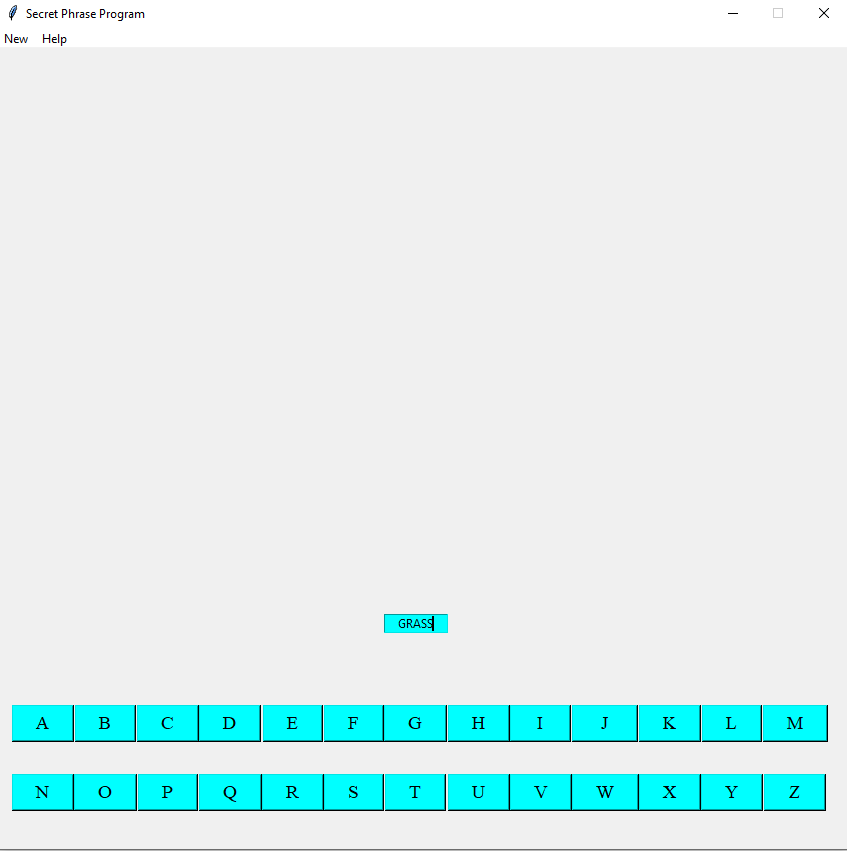 Secret Phrase Program
New Help
GRASS
A B C D E F G H I J K L M
N O P Q R S T U V W X Y Z